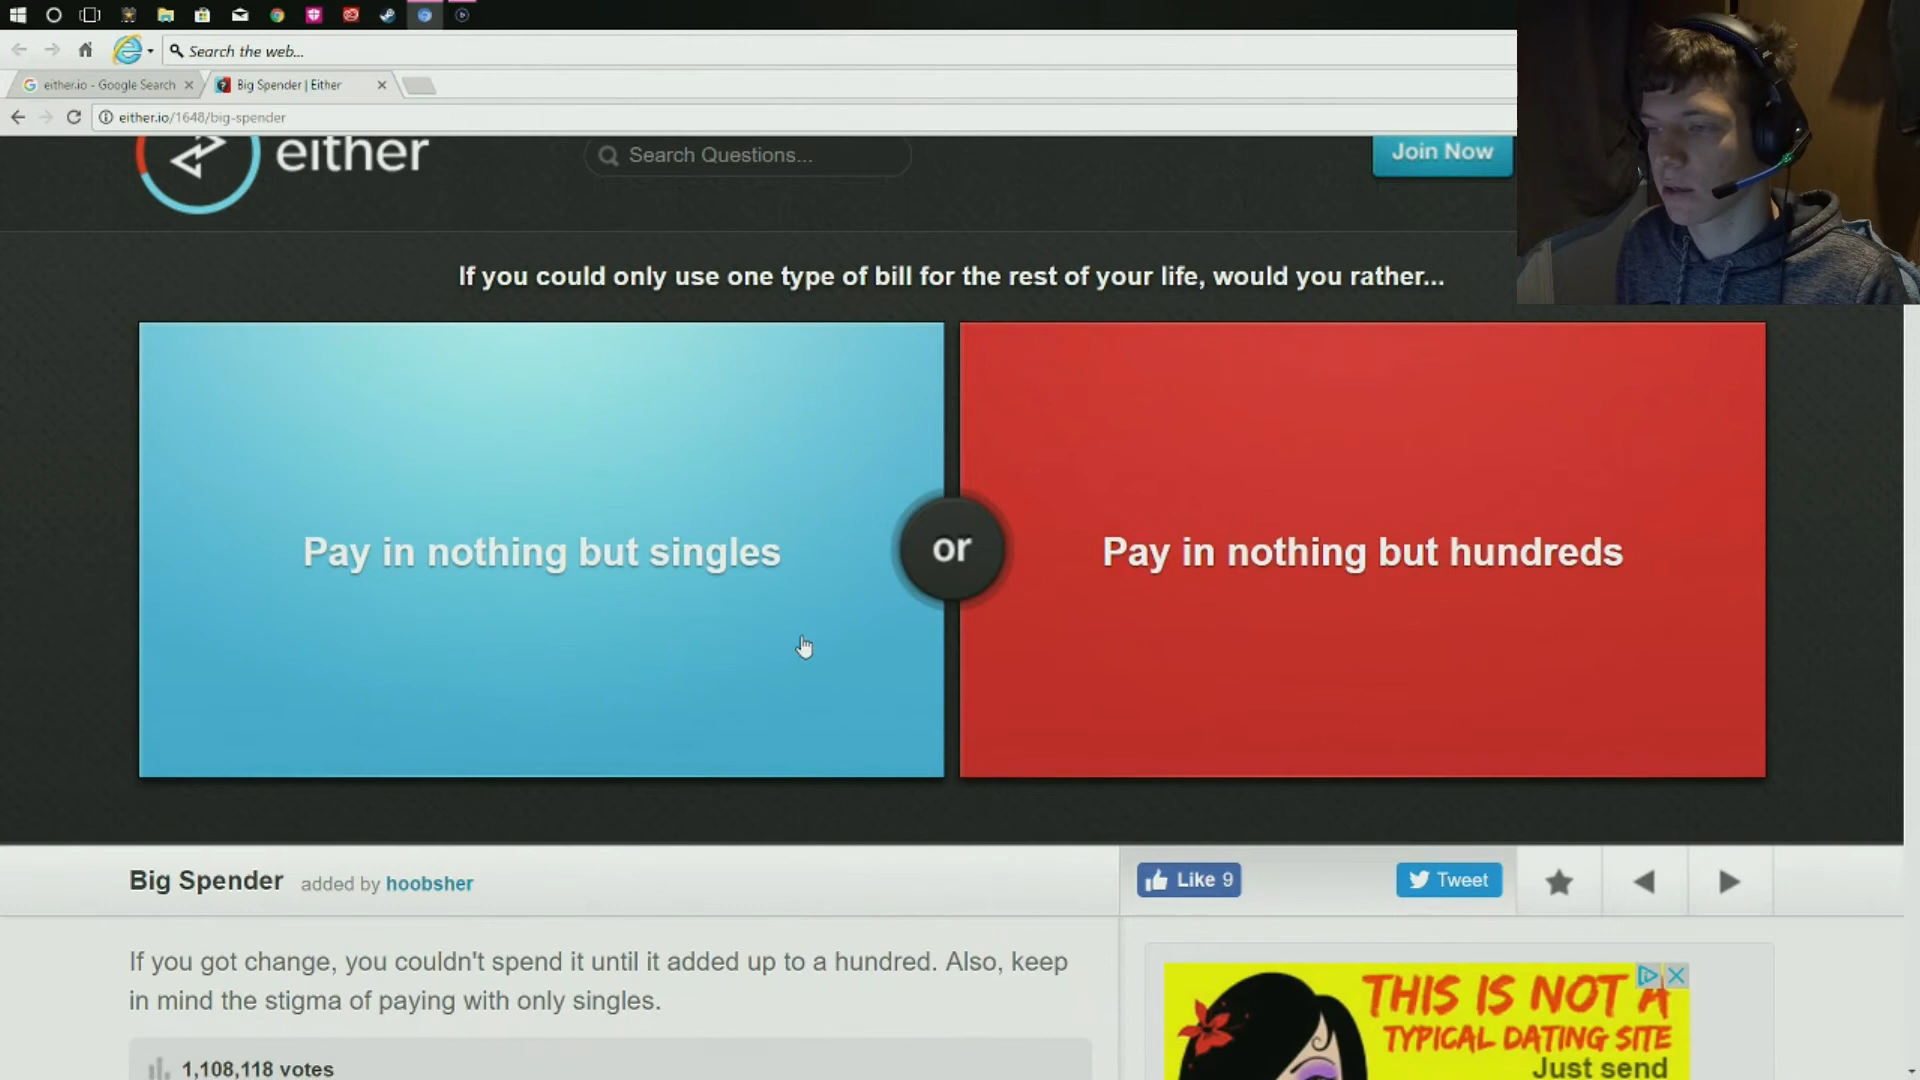 Search the web...
either.io - Google Search
Big Spender | Either
either.io/1648/big-spender
either
Search Questions...
Join Now
If you could only use one type of bill for the rest of your life, would you rather...
Pay in nothing but singles
or
Pay in nothing but hundreds
Big Spender added by hoobsher
Like 9
Tweet
If you got change, you couldn't spend it until it added up to a hundred. Also, keep
in mind the stigma of paying with only singles.
1,108,118 votes
THIS IS NOT A
TYPICAL DATING SITE
Just send